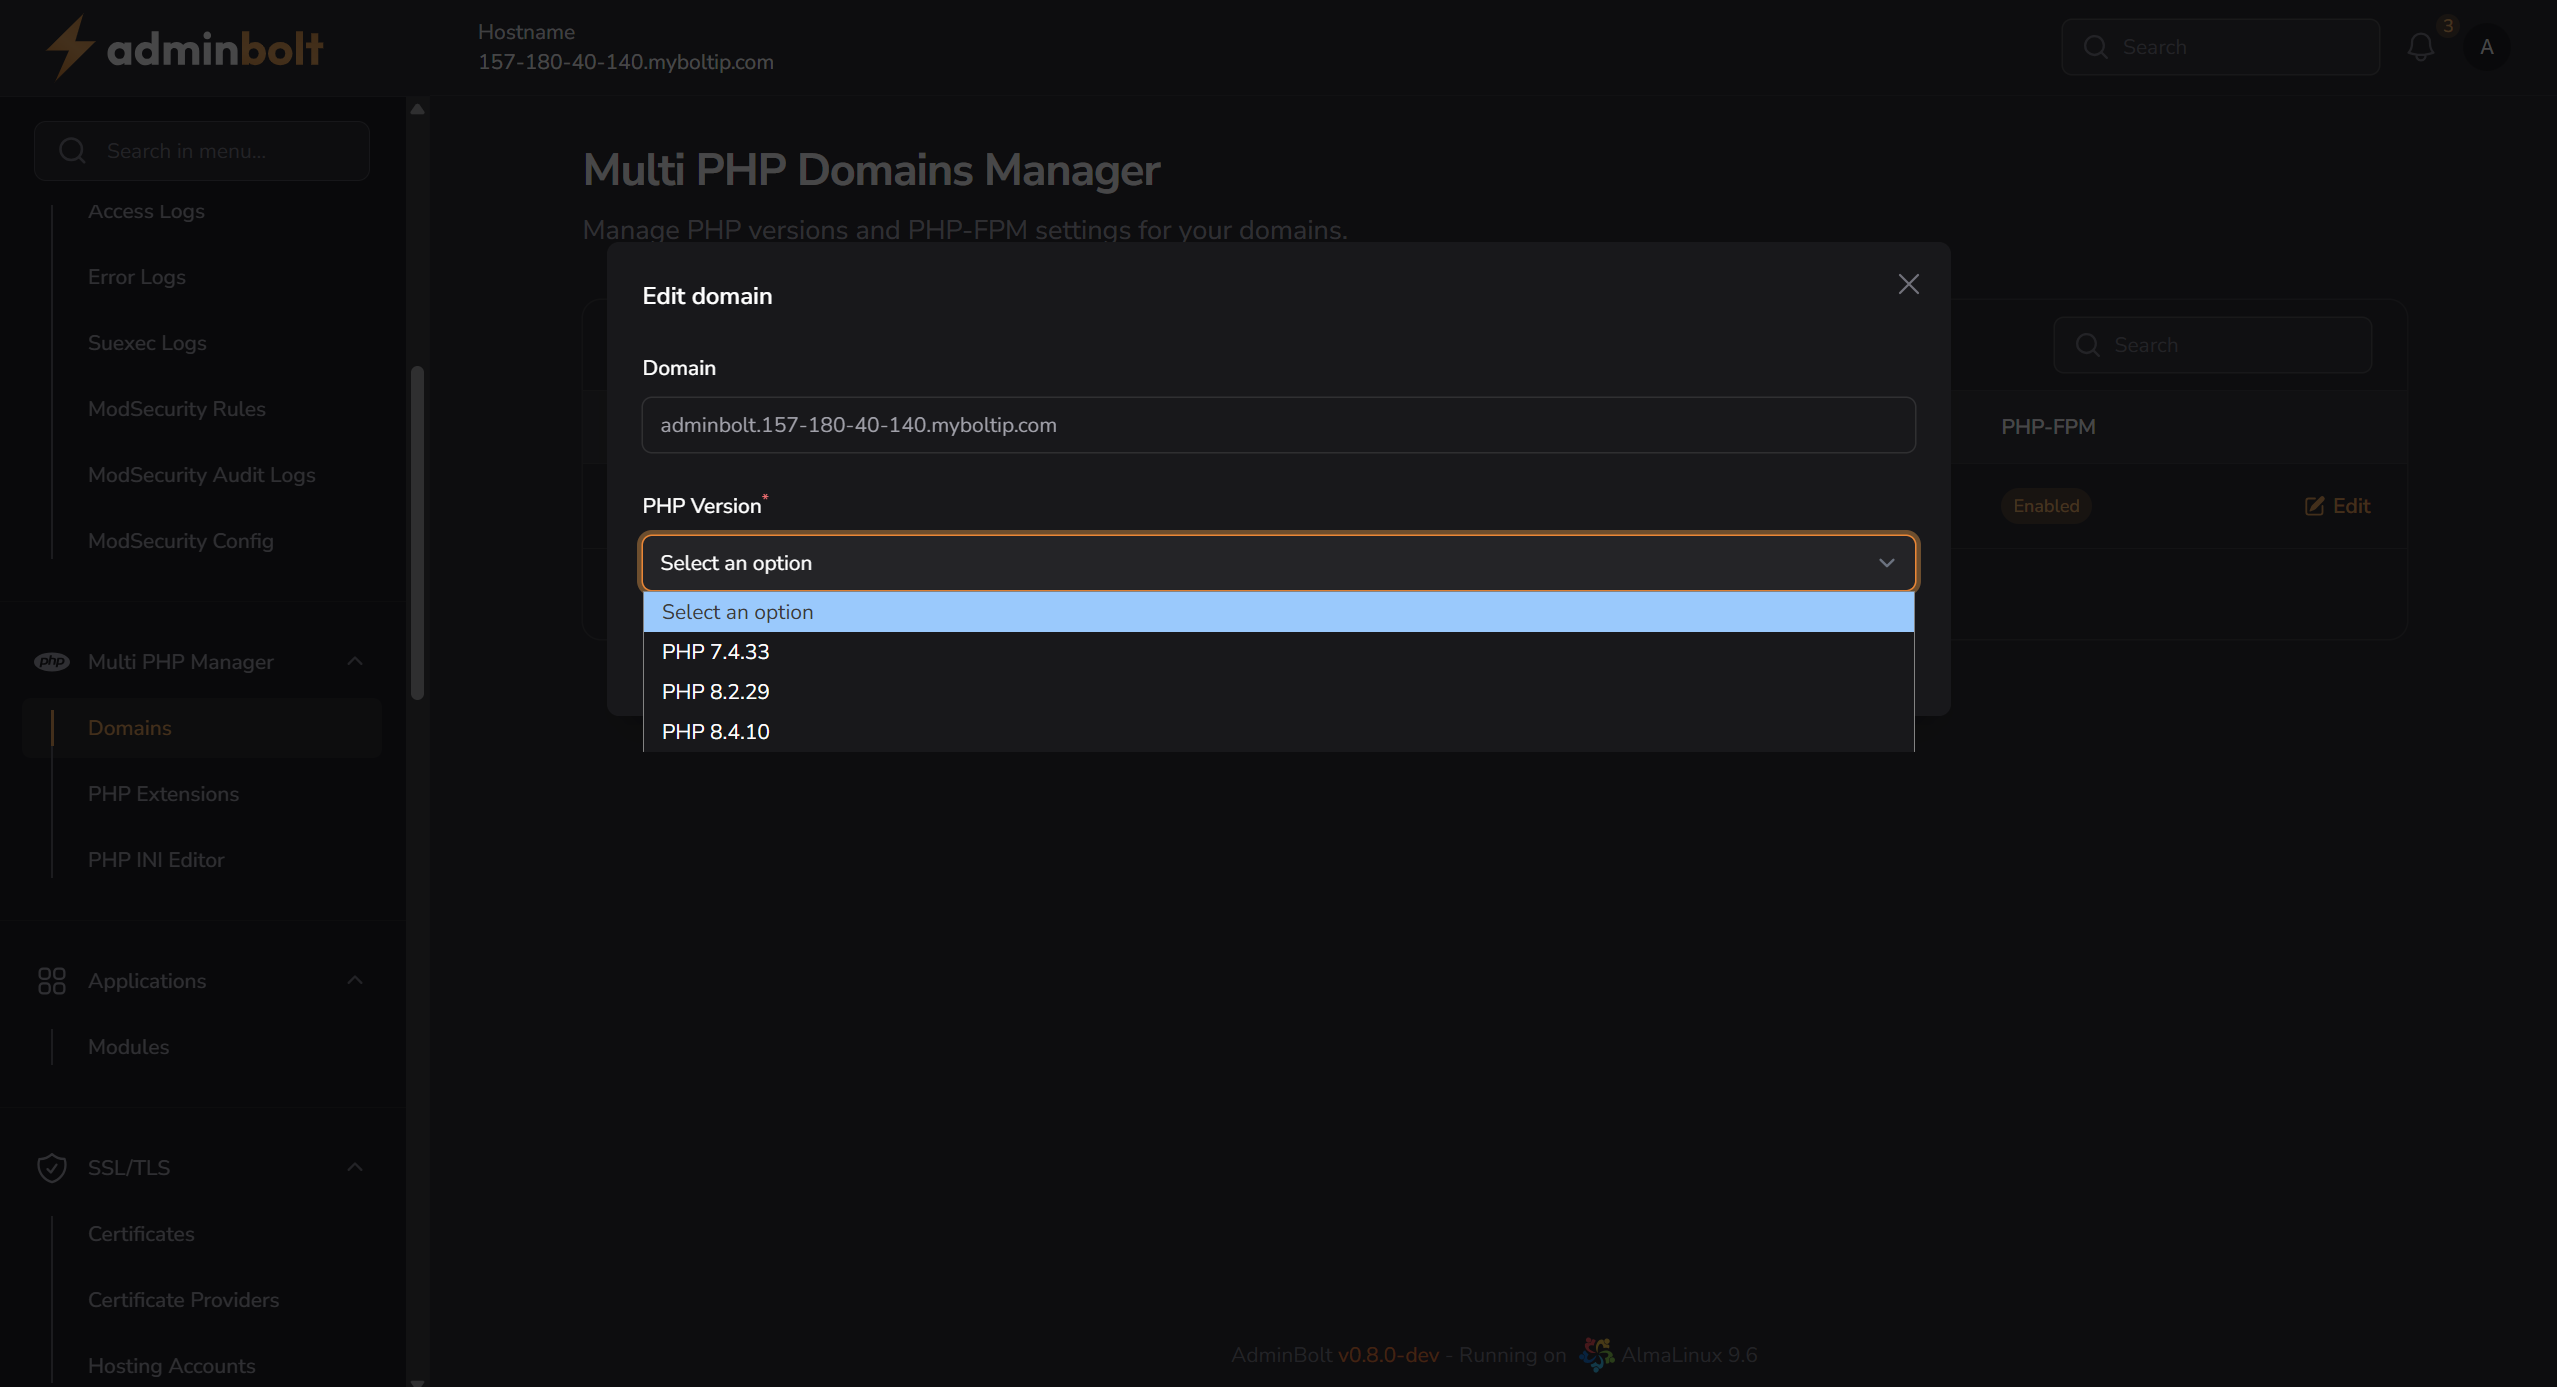 adminbolt
Hostname
157-180-40-140.myboltip.com
Search
3
A
Search in menu...
Access Logs
Error Logs
Suexec Logs
ModSecurity Rules
ModSecurity Audit Logs
ModSecurity Config
php
Multi PHP Manager
Domains
PHP Extensions
PHP INI Editor
Applications
Modules
SSL/TLS
Certificates
Certificate Providers
Hosting Accounts
Multi PHP Domains Manager
Manage PHP versions and PHP-FPM settings for your domains.
Search
PHP-FPM
Enabled
Edit
Edit domain
Domain
adminbolt.157-180-40-140.myboltip.com
PHP Version*
Select an option
Select an option
PHP 7.4.33
PHP 8.2.29
PHP 8.4.10
AdminBolt v0.8.0-dev - Running on AlmaLinux 9.6